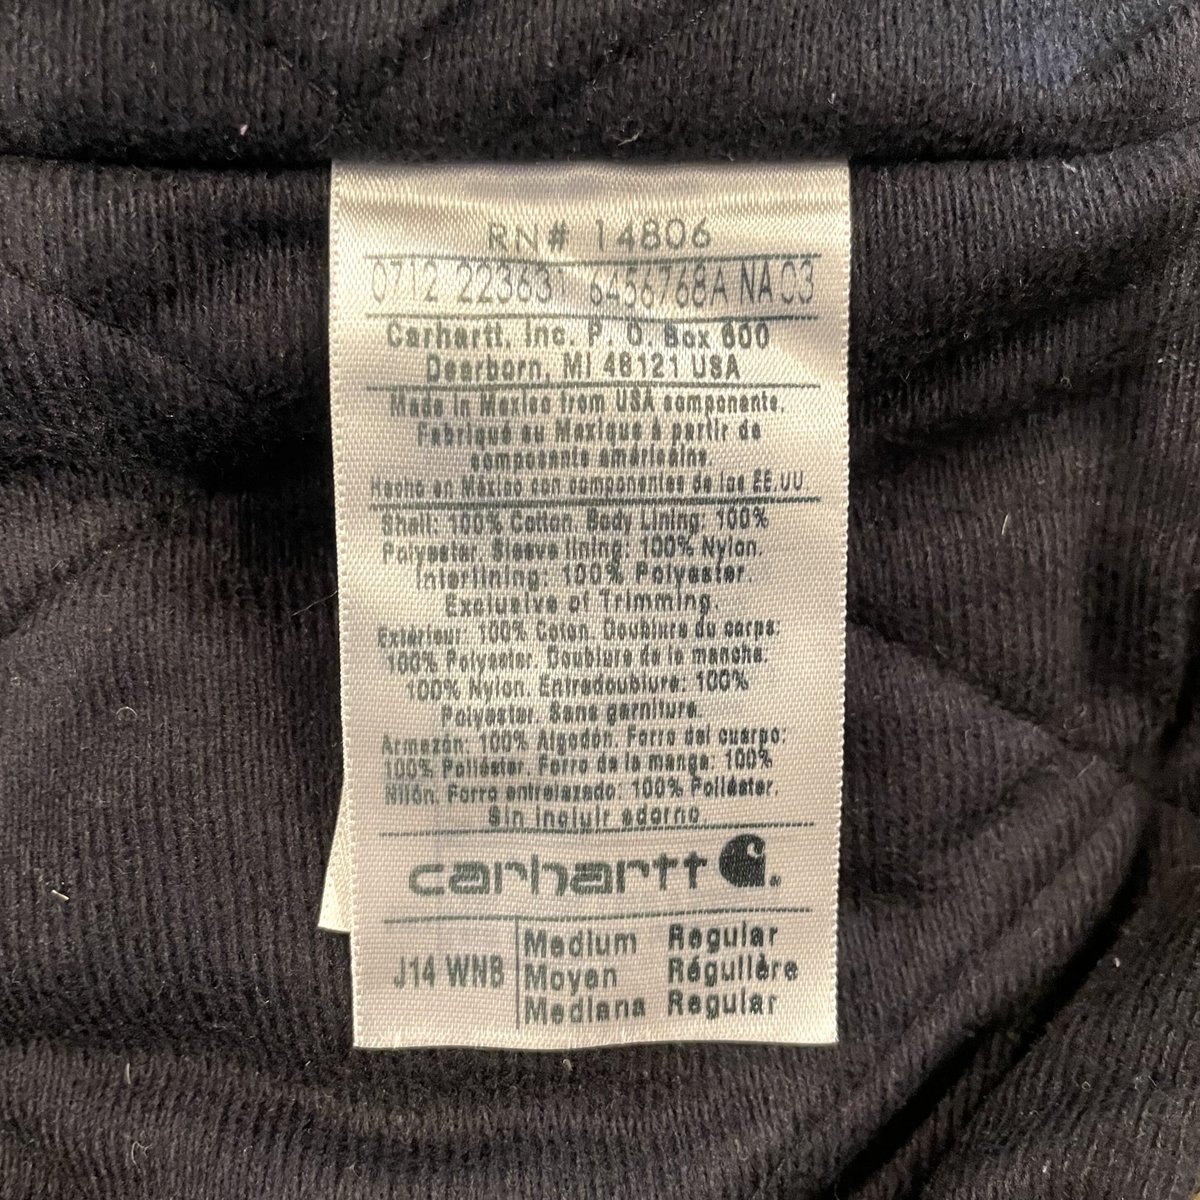 RN# 14806
0712 22363 6456768A NA 03
Carhartt, Inc. P. O. Box 600
Dearborn, MI 48121 USA
Made in Mexico from USA components.
Fabriqué au Mexique à partir de
composants américains
Hecho en México con componentes de los EE.UU
Shell: 100% Cotton. Body Lining: 100%
Polyester. Sleeve lining: 100% Nylon.
Interlining: 100% Polyester.
Exclusive of Trimming.
Extérieur: 100% Coton. Doublure du corps:
100% Polyester. Doublure de la manche:
100% Nylon. Entredoublure: 100%
Polyester. Sans garniture.
Armazón: 100% Algodón. Forro del cuerpo:
100% Poliéster. Forro de la manga: 100%
Nilón. Forro entrelazado: 100% Poliéster.
Sin incluir adorno
carhartt
J14 WNB
Medium Regular
Moyen Régulière
Mediana Regular